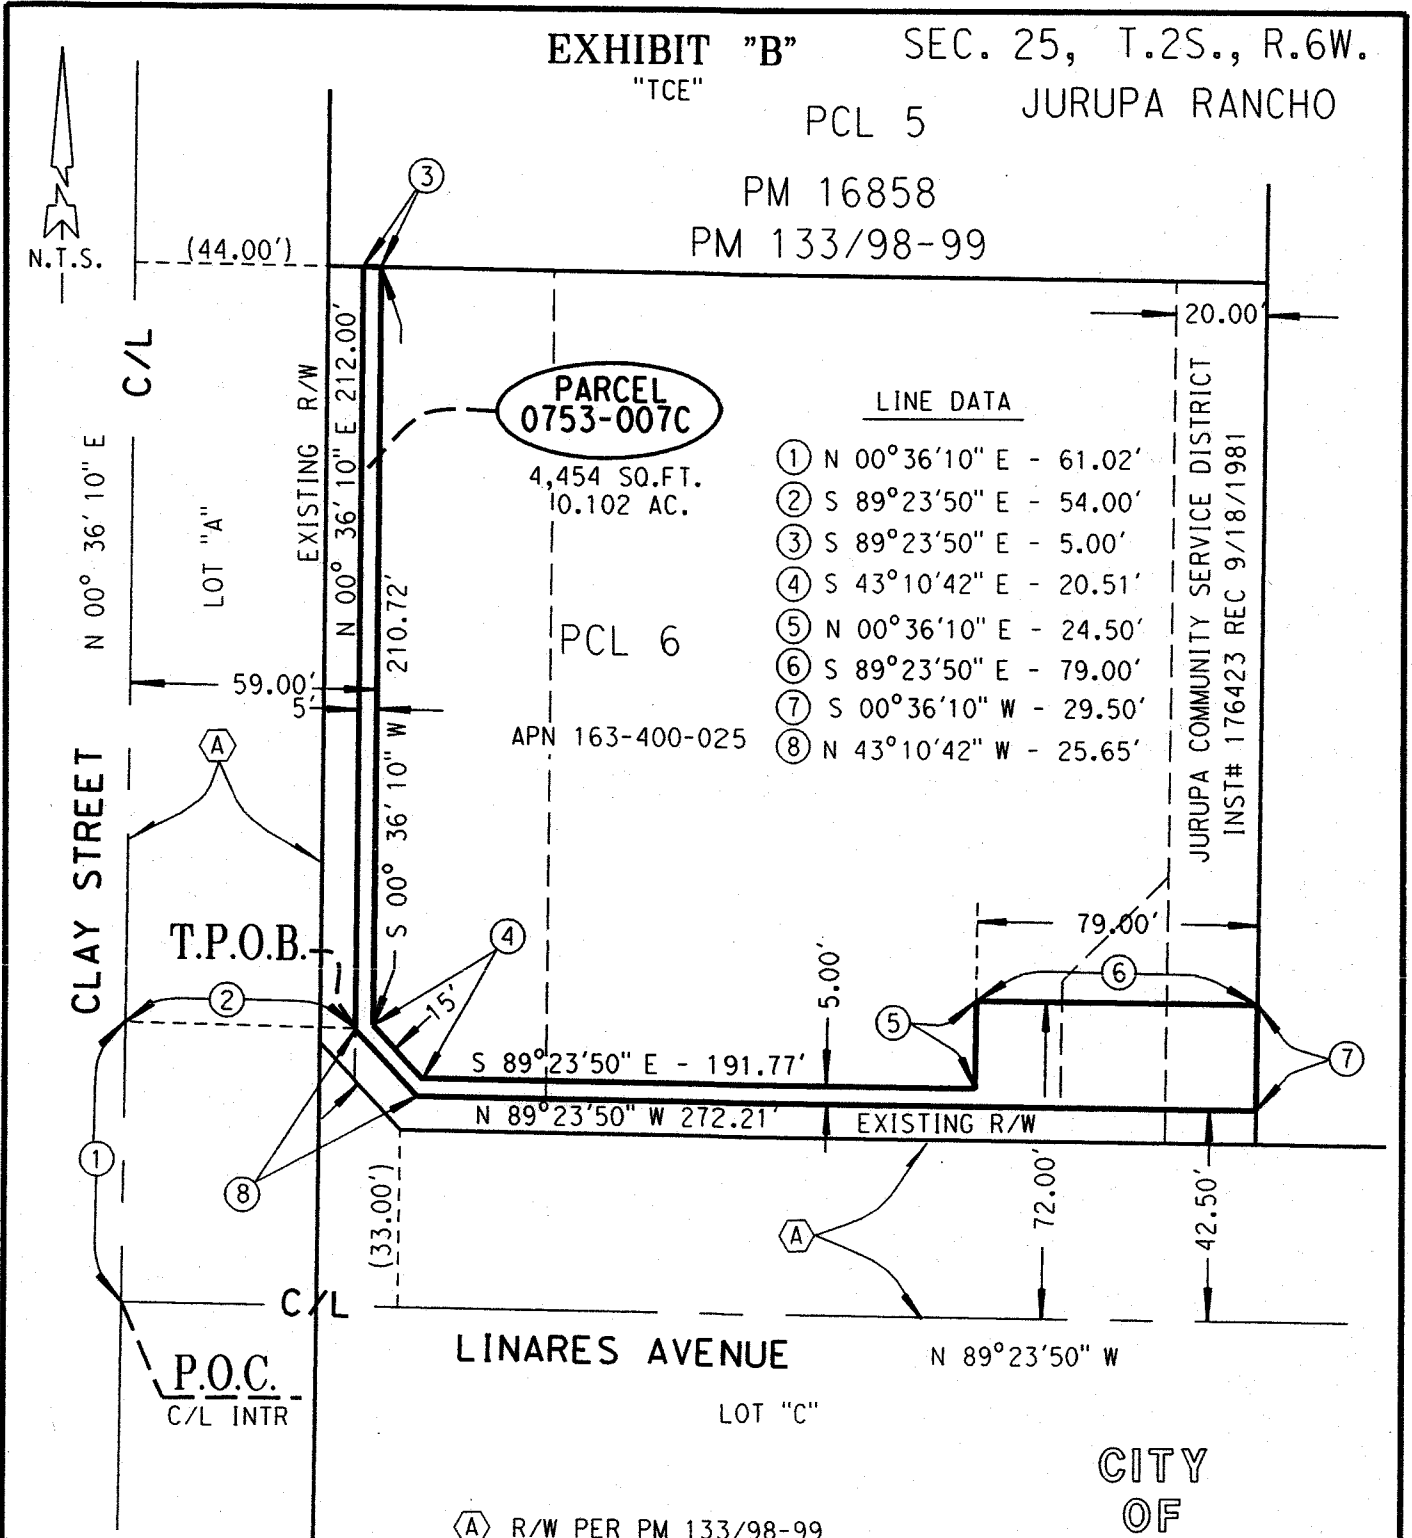 EXHIBIT "B"
SEC. 25, T.2S., R.6W.
"TCE"
JURUPA RANCHO
PCL 5
PM 16858
PM 133/98-99
N.T.S.
(44.00')
3
20.00'
C/L
N 00° 36' 10" E
LOT "A"
EXISTING R/W
N 00° 36' 10" E 212.00'
S 00° 36' 10" W 210.72'
PARCEL
0753-007C
4,454 SQ.FT.
0.102 AC.
LINE DATA
1 N 00°36'10" E - 61.02'
2 S 89°23'50" E - 54.00'
3 S 89°23'50" E - 5.00'
4 S 43°10'42" E - 20.51'
5 N 00°36'10" E - 24.50'
6 S 89°23'50" E - 79.00'
7 S 00°36'10" W - 29.50'
8 N 43°10'42" W - 25.65'
JURUPA COMMUNITY SERVICE DISTRICT
INST# 176423 REC 9/18/1981
PCL 6
APN 163-400-025
59.00'
5'
A
CLAY STREET
T.P.O.B.
2
4
15'
79.00'
6
5.00'
5
7
S 89°23'50" E - 191.77'
N 89°23'50" W 272.21'
EXISTING R/W
1
8
(33.00')
A
72.00'
42.50'
C/L
LINARES AVENUE
N 89°23'50" W
P.O.C.
C/L INTR
LOT "C"
CITY
OF
A R/W PER PM 133/98-99